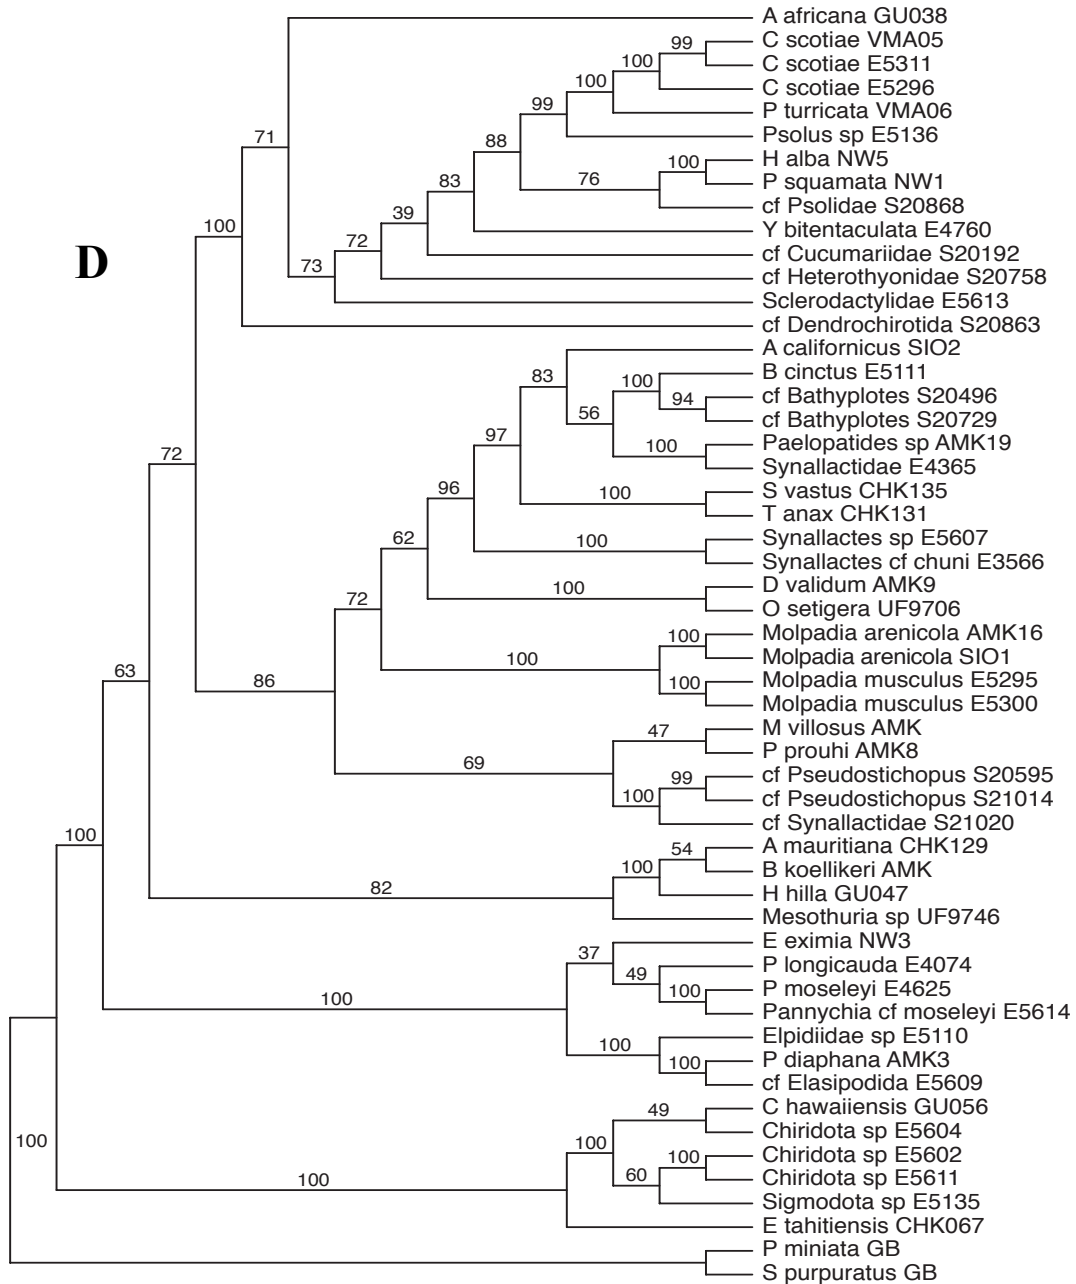 A africana GU038
99
C scotiae VMA05
100
C scotiae E5311
100
C scotiae E5296
99
P turricata VMA06
71
88
Psolus sp E5136
100
H alba NW5
83
76
P squamata NW1
39
cf Psolidae S20868
100
72
Y bitentaculata E4760
D
73
cf Cucumariidae S20192
cf Heterothyonidae S20758
Sclerodactylidae E5613
cf Dendrochirotida S20863
A californicus SIO2
83
100
B cinctus E5111
94
cf Bathyplotes S20496
56
cf Bathyplotes S20729
72
97
100
Paelopatides sp AMK19
Synallactidae E4365
96
100
S vastus CHK135
T anax CHK131
62
100
Synallactes sp E5607
Synallactes cf chuni E3566
72
100
D validum AMK9
O setigera UF9706
100
Molpadia arenicola AMK16
63
86
100
Molpadia arenicola SIO1
100
Molpadia musculus E5295
Molpadia musculus E5300
47
M villosus AMK
69
P prouhi AMK8
99
cf Pseudostichopus S20595
100
cf Pseudostichopus S21014
cf Synallactidae S21020
100
54
A mauritiana CHK129
82
100
B koellikeri AMK
H hilla GU047
Mesothuria sp UF9746
37
E eximia NW3
49
P longicauda E4074
100
100
P moseleyi E4625
Pannychia cf moseleyi E5614
100
Elpidiidae sp E5110
100
P diaphana AMK3
cf Elasipodida E5609
49
C hawaiiensis GU056
100
100
Chiridota sp E5604
100
Chiridota sp E5602
100
60
Chiridota sp E5611
Sigmodota sp E5135
E tahitiensis CHK067
P miniata GB
S purpuratus GB